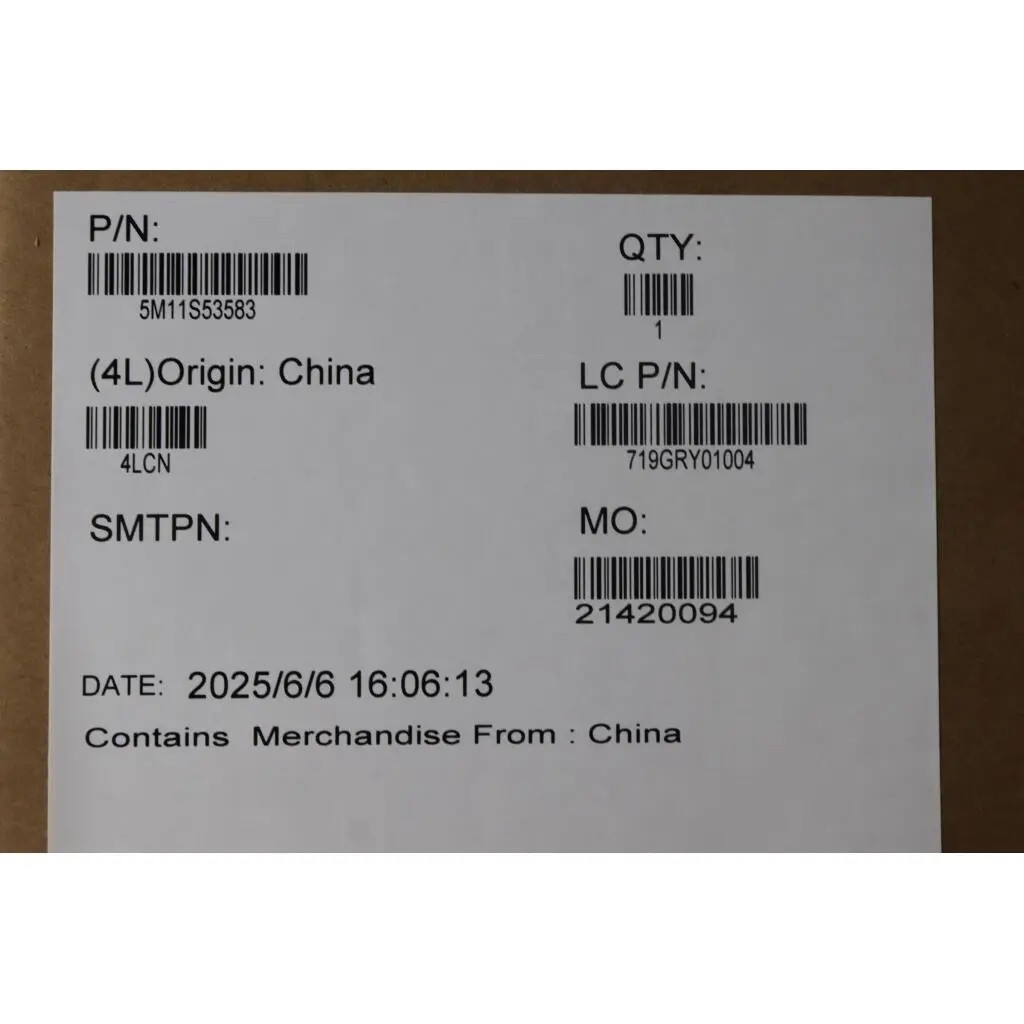 P/N:
5M11S53583
QTY:
1
(4L)Origin: China
4LCN
LC P/N:
719GRY01004
SMTPN:
MO:
21420094
DATE: 2025/6/6 16:06:13
Contains Merchandise From : China